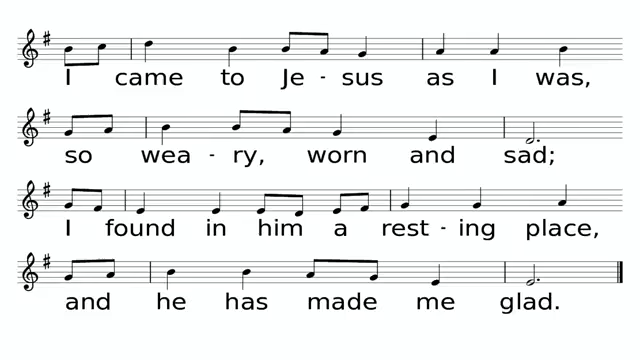 I came to Je - sus as I was,
so wea - ry, worn and sad;
I found in him a rest - ing place,
and he has made me glad.